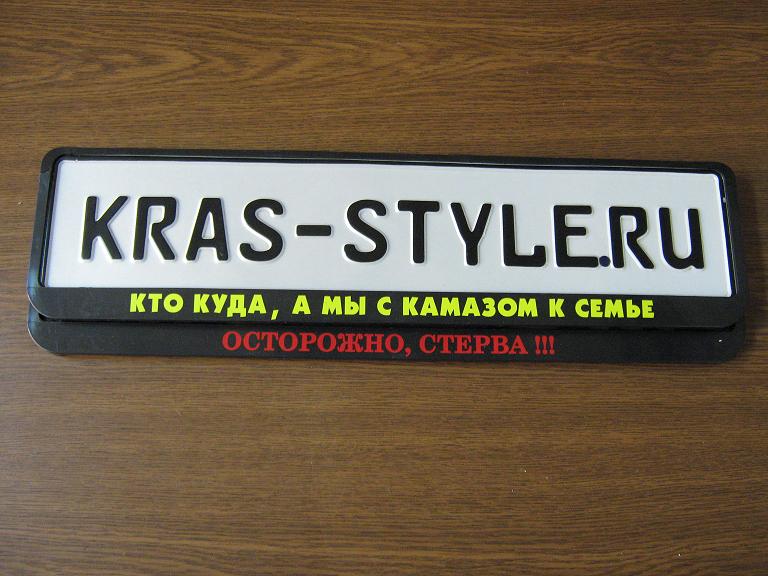 KRAS-STYLE.RU
КТО КУДА, А МЫ С КАМАЗОМ К СЕМЬЕ
ОСТОРОЖНО, СТЕРВА !!!